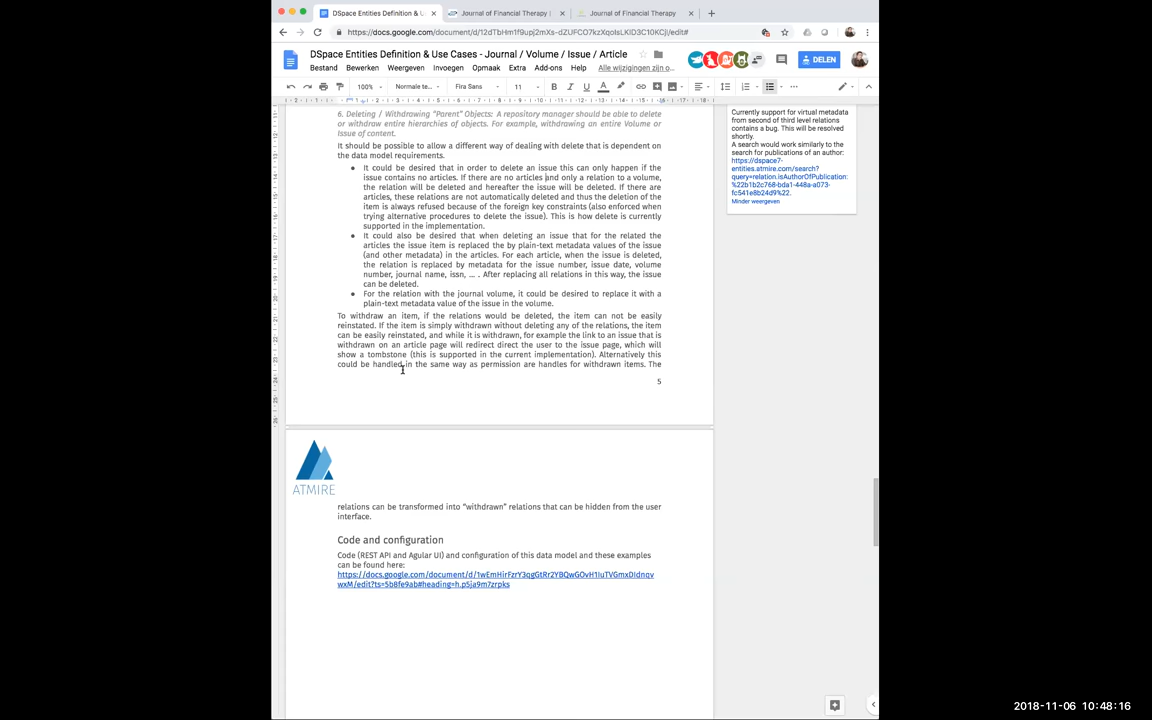 DSpace Entities Definition & U
Journal of Financial Therapy |
Journal of Financial Therapy
DSpace Entities Definition & Use Cases - Journal / Volume / Issue / Article
Bestand Bewerken Weergeven Invoegen Opmaak Extra Add-ons Help Alle wijzigingen zijn o...
DELEN
100% Normale te... Fira Sans 11
6. Deleting / Withdrawing "Parent" Objects: A repository manager should be able to delete
or withdraw entire hierarchies of objects. For example, withdrawing an entire Volume or
Issue of content.
It should be possible to allow a different way of dealing with delete that is dependent on
the data model requirements.
● It could be desired that in order to delete an issue this can only happen if the
issue contains no articles. If there are no articles and only a relation to a volume,
the relation will be deleted and hereafter the issue will be deleted. If there are
articles, these relations are not automatically deleted and thus the deletion of the
item is always refused because of the foreign key constraints (also enforced when
trying alternative procedures to delete the issue). This is how delete is currently
supported in the implementation.
● It could also be desired that when deleting an issue that for the related the
articles the issue item is replaced the by plain-text metadata values of the issue
(and other metadata) in the articles. For each article, when the issue is deleted,
the relation is replaced by metadata for the issue number, issue date, volume
number, journal name, issn, ... . After replacing all relations in this way, the issue
can be deleted.
● For the relation with the journal volume, it could be desired to replace it with a
plain-text metadata value of the issue in the volume.
To withdraw an item, if the relations would be deleted, the item can not be easily
reinstated. If the item is simply withdrawn without deleting any of the relations, the item
can be easily reinstated, and while it is withdrawn, for example the link to an issue that is
withdrawn on an article page will redirect direct the user to the issue page, which will
show a tombstone (this is supported in the current implementation). Alternatively this
could be handled in the same way as permission are handles for withdrawn items. The
5
ATMIRE
relations can be transformed into "withdrawn" relations that can be hidden from the user
interface.
Code and configuration
Code (REST API and Agular UI) and configuration of this data model and these examples
can be found here:
Currently support for virtual metadata
from second of third level relations
contains a bug. This will be resolved
shortly.
A search would work similarly to the
search for publications of an author:
https://dspace7-
entities.atmire.com/search?
query=relation.isAuthorOfPublication:
%22b1b2c768-bda1-448a-a073-
fc541e8b24d9%22.
Minder weergeven
2018-11-06 10:48:16